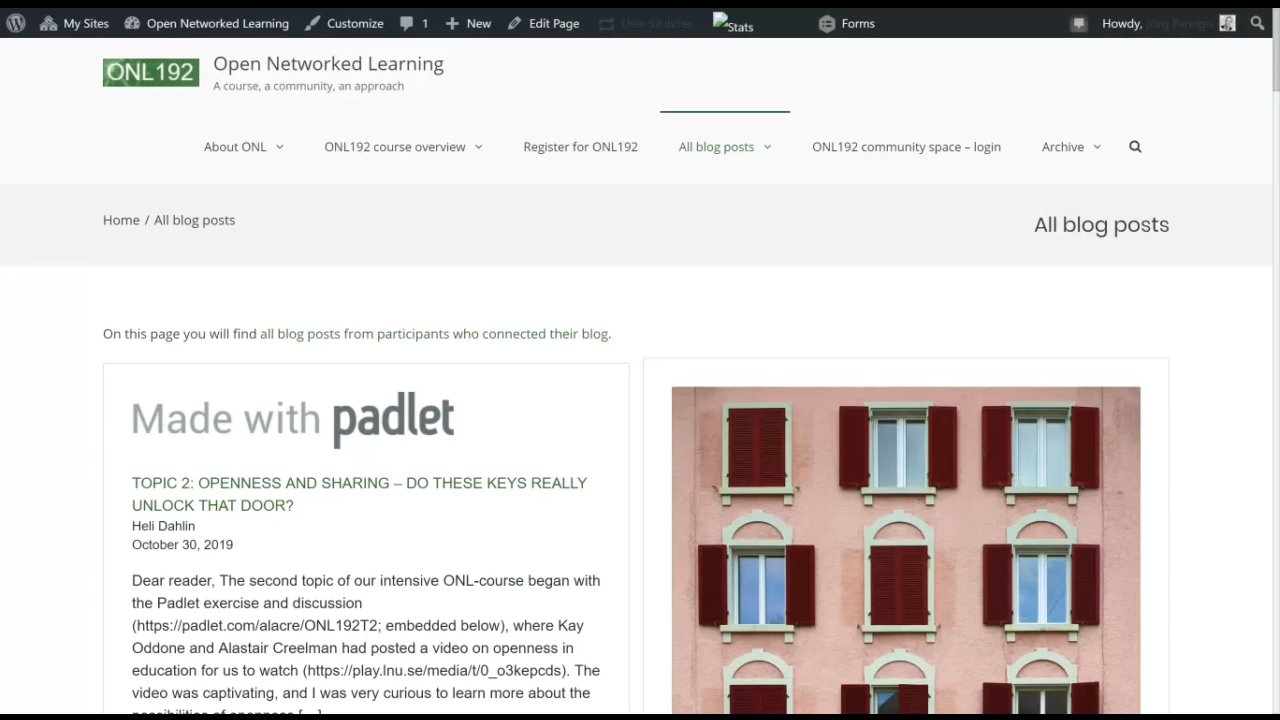 My Sites Open Networked Learning Customize 1 New Edit Page User Switcher Stats Forms Howdy,
ONL192
Open Networked Learning
A course, a community, an approach
About ONL ONL192 course overview Register for ONL192 All blog posts ONL192 community space – login Archive
Home / All blog posts
All blog posts
On this page you will find all blog posts from participants who connected their blog.
Made with padlet
TOPIC 2: OPENNESS AND SHARING – DO THESE KEYS REALLY
UNLOCK THAT DOOR?
Heli Dahlin
October 30, 2019
Dear reader, The second topic of our intensive ONL-course began with
the Padlet exercise and discussion
(https://padlet.com/alacre/ONL192T2; embedded below), where Kay
Oddone and Alastair Creelman had posted a video on openness in
education for us to watch (https://play.lnu.se/media/t/0_o3kepcds). The
video was captivating, and I was very curious to learn more about the
possibilities of openness [...]